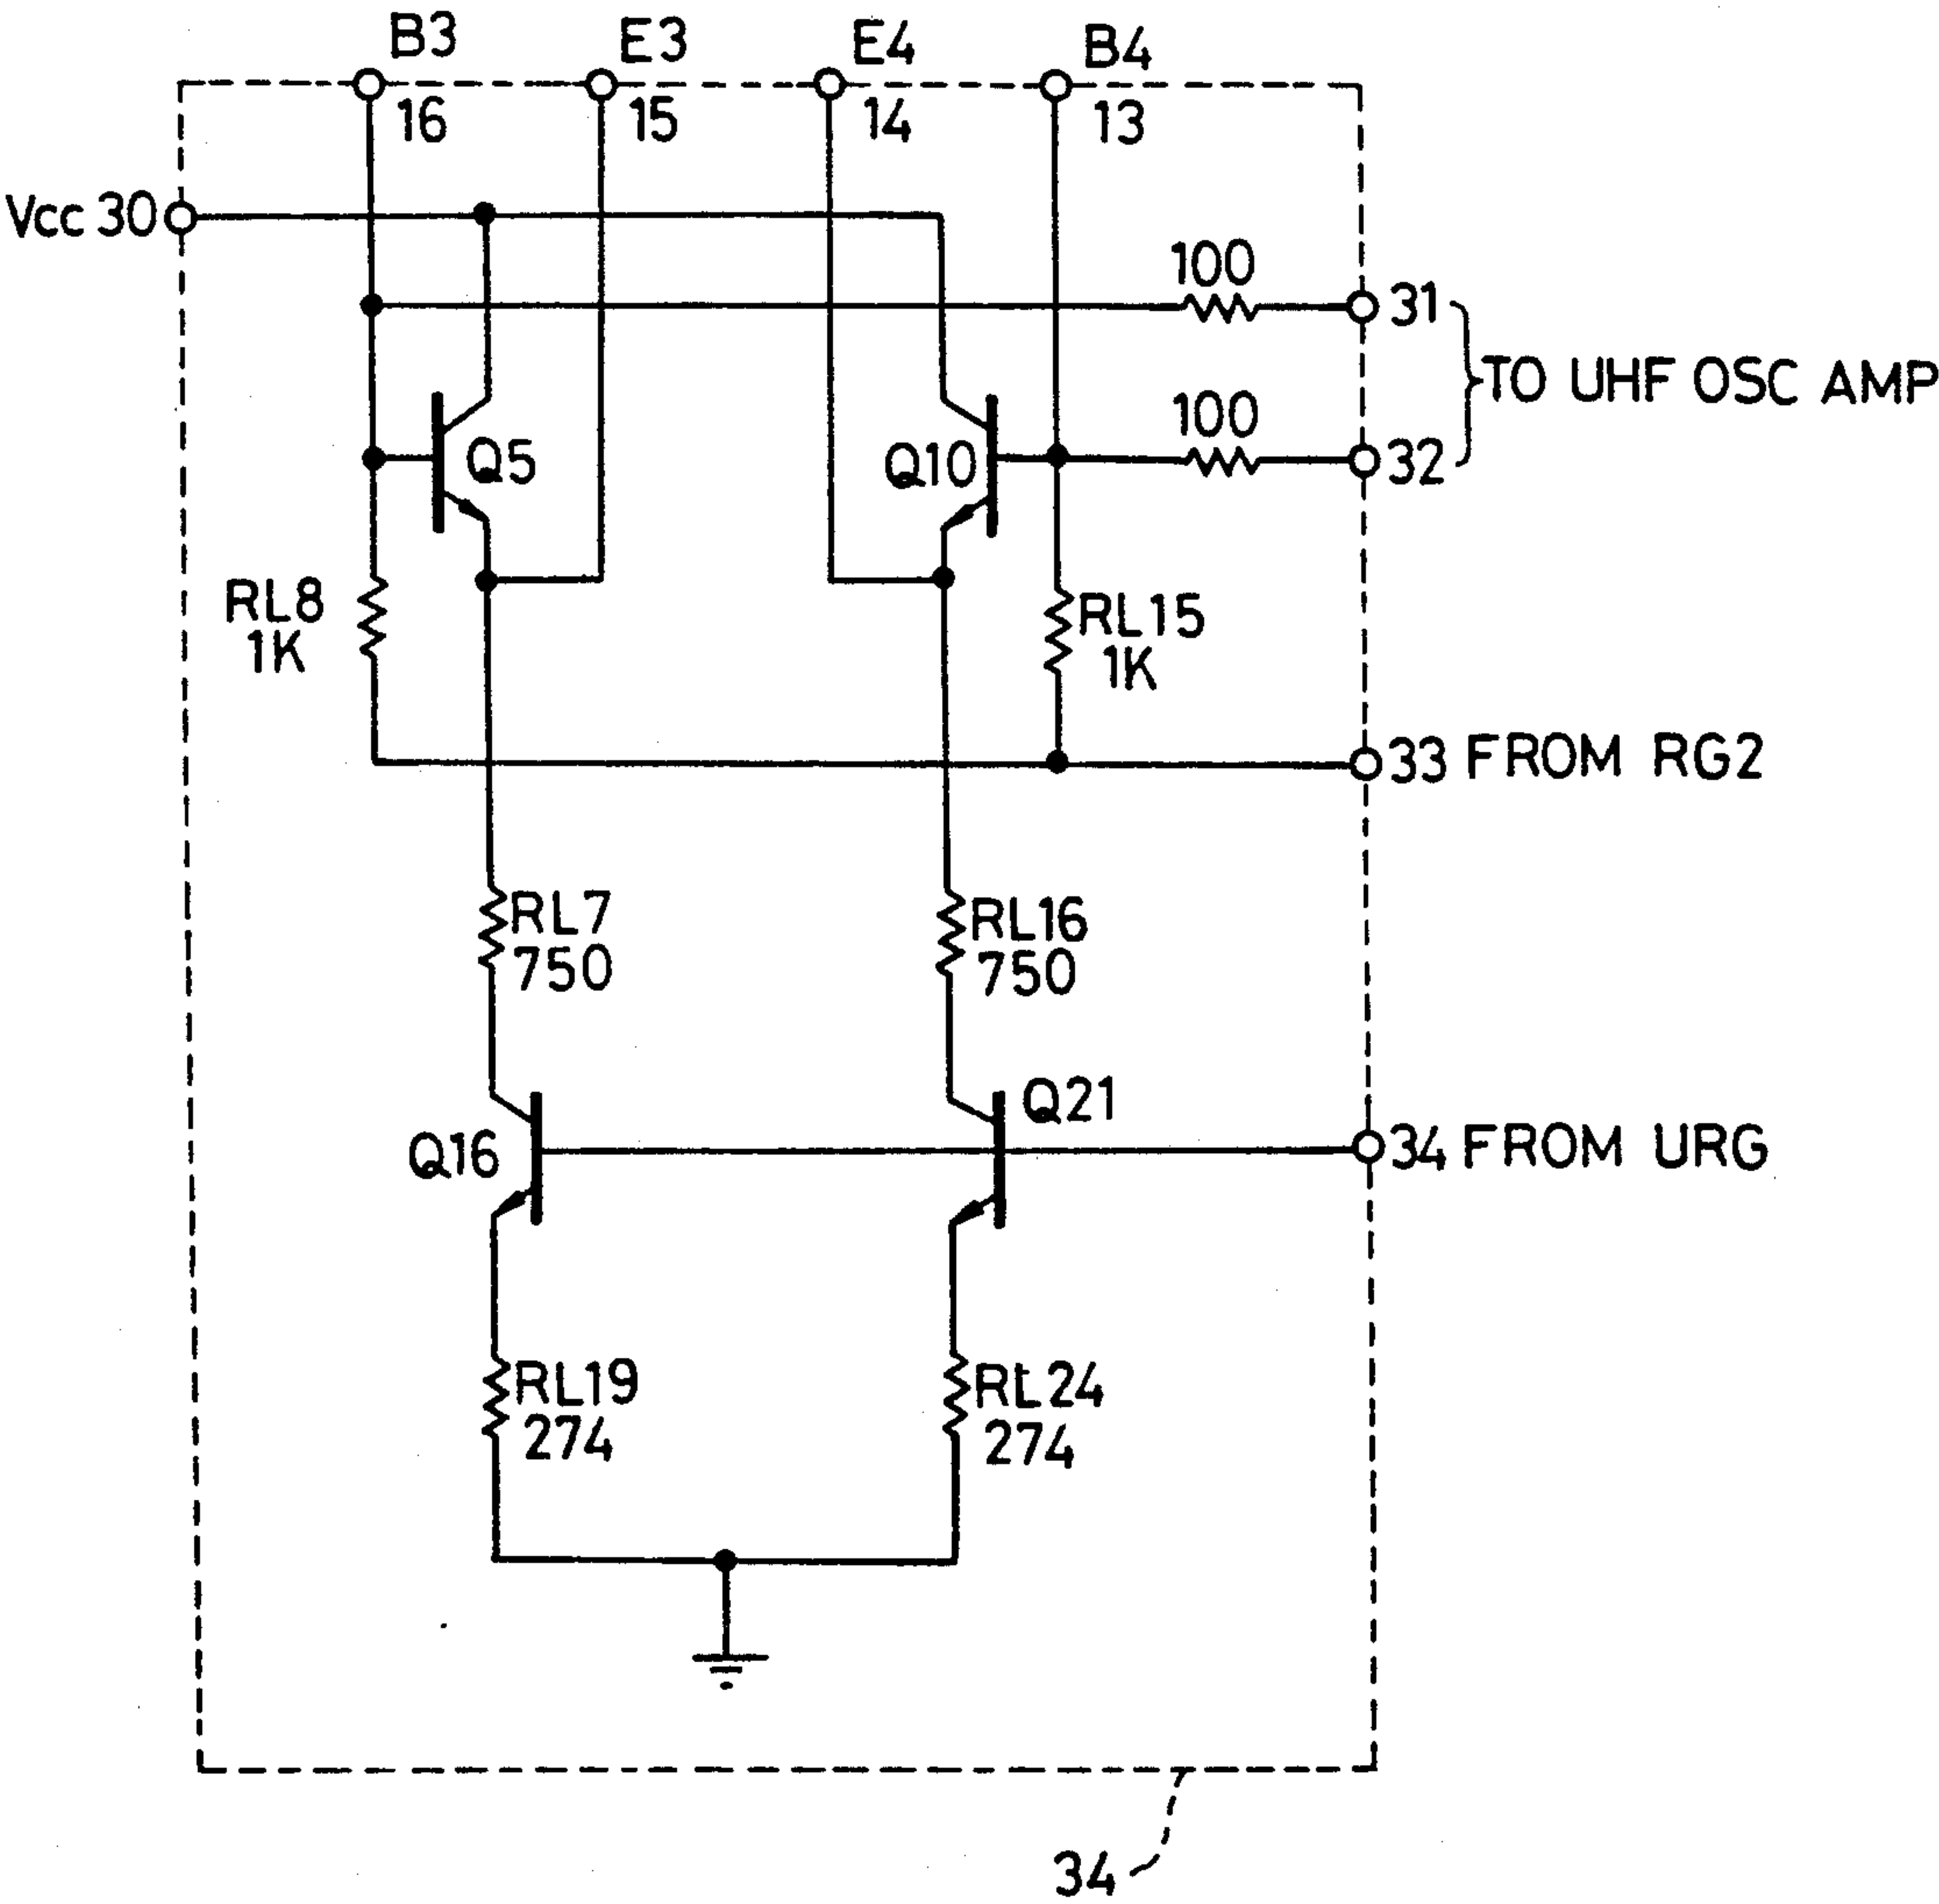 B3 E3 E4 B4
16 15 14 13
Vcc 30
100
31
TO UHF OSC AMP
100
32
Q5
Q10
RL8
1K
RL15
1K
33 FROM RG2
RL7
750
RL16
750
Q16
Q21
34 FROM URG
RL19
274
RL24
274
34